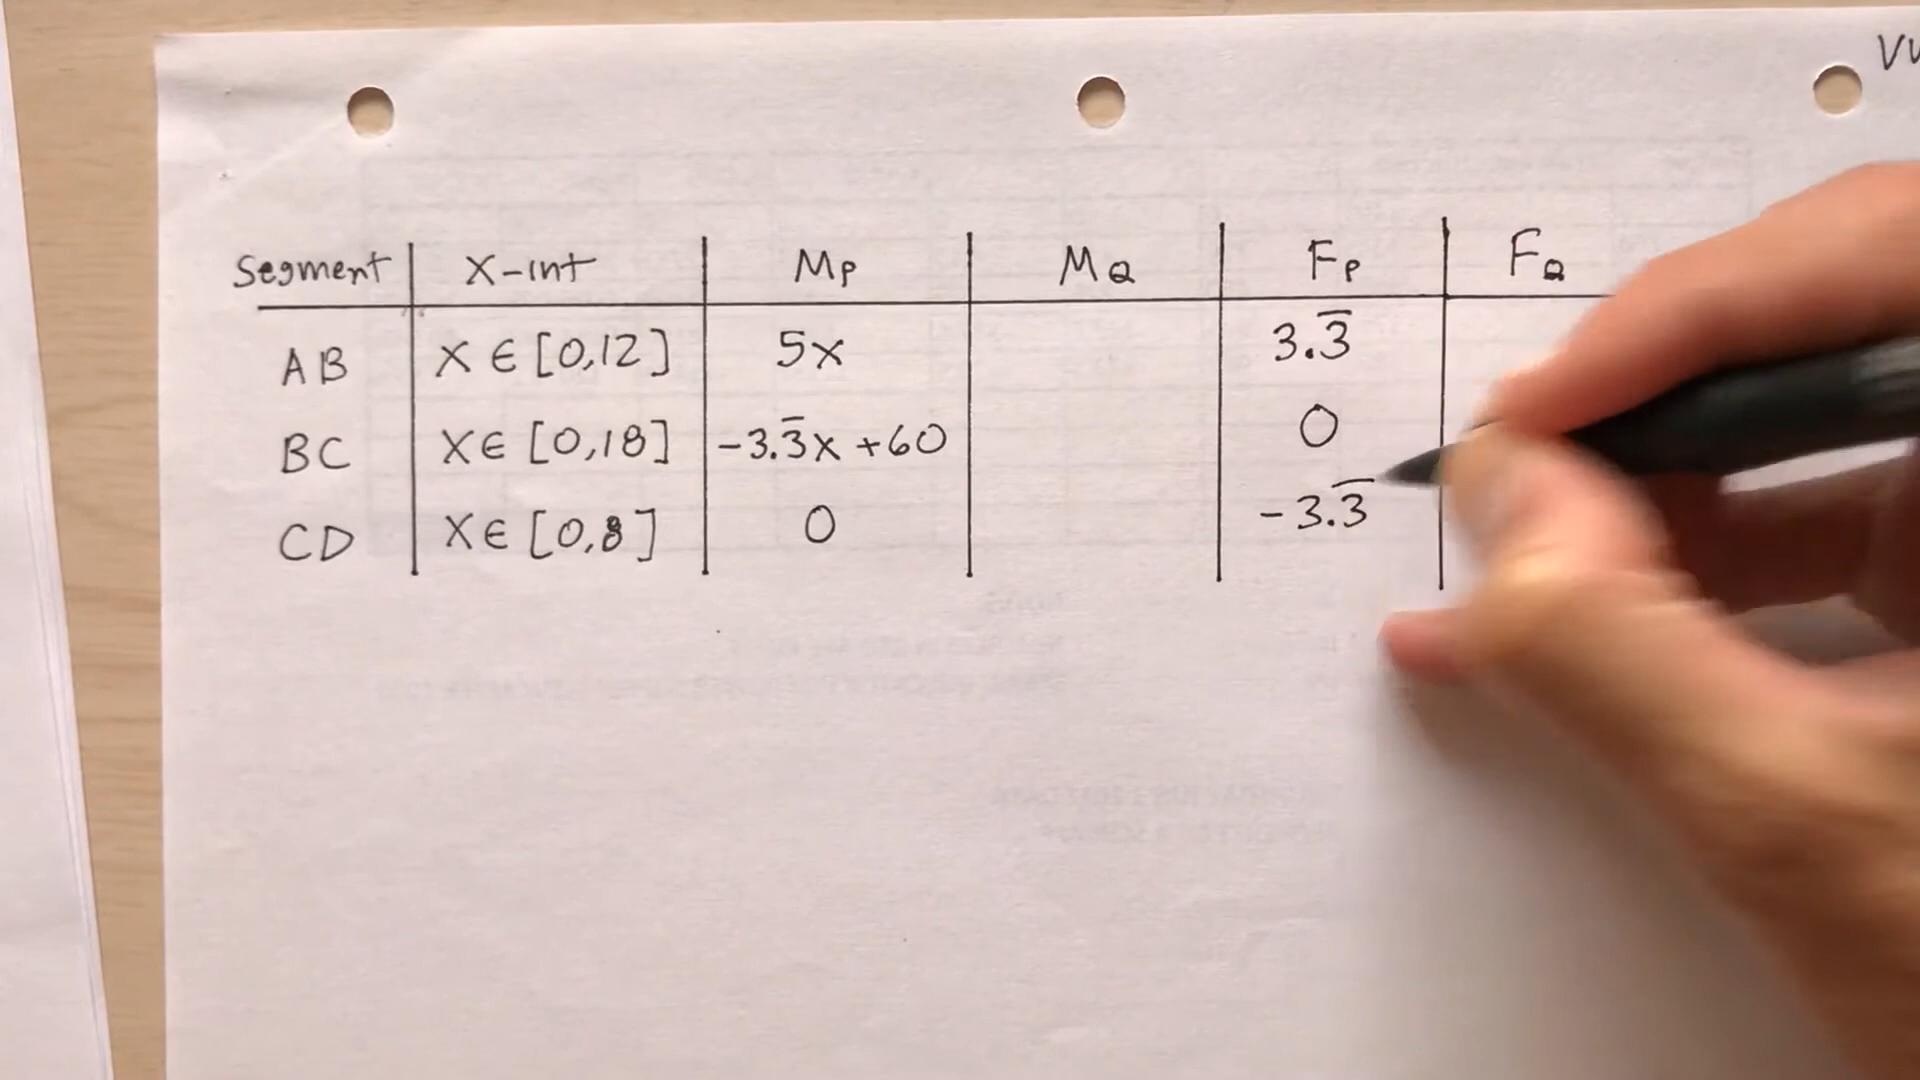 Segment X-int Mp MQ Fp FQ
AB X ∈ [0,12] 5x 3.3̅
BC X ∈ [0,18] -3.3̅x +60 0
CD X ∈ [0,8] 0 -3.3̅